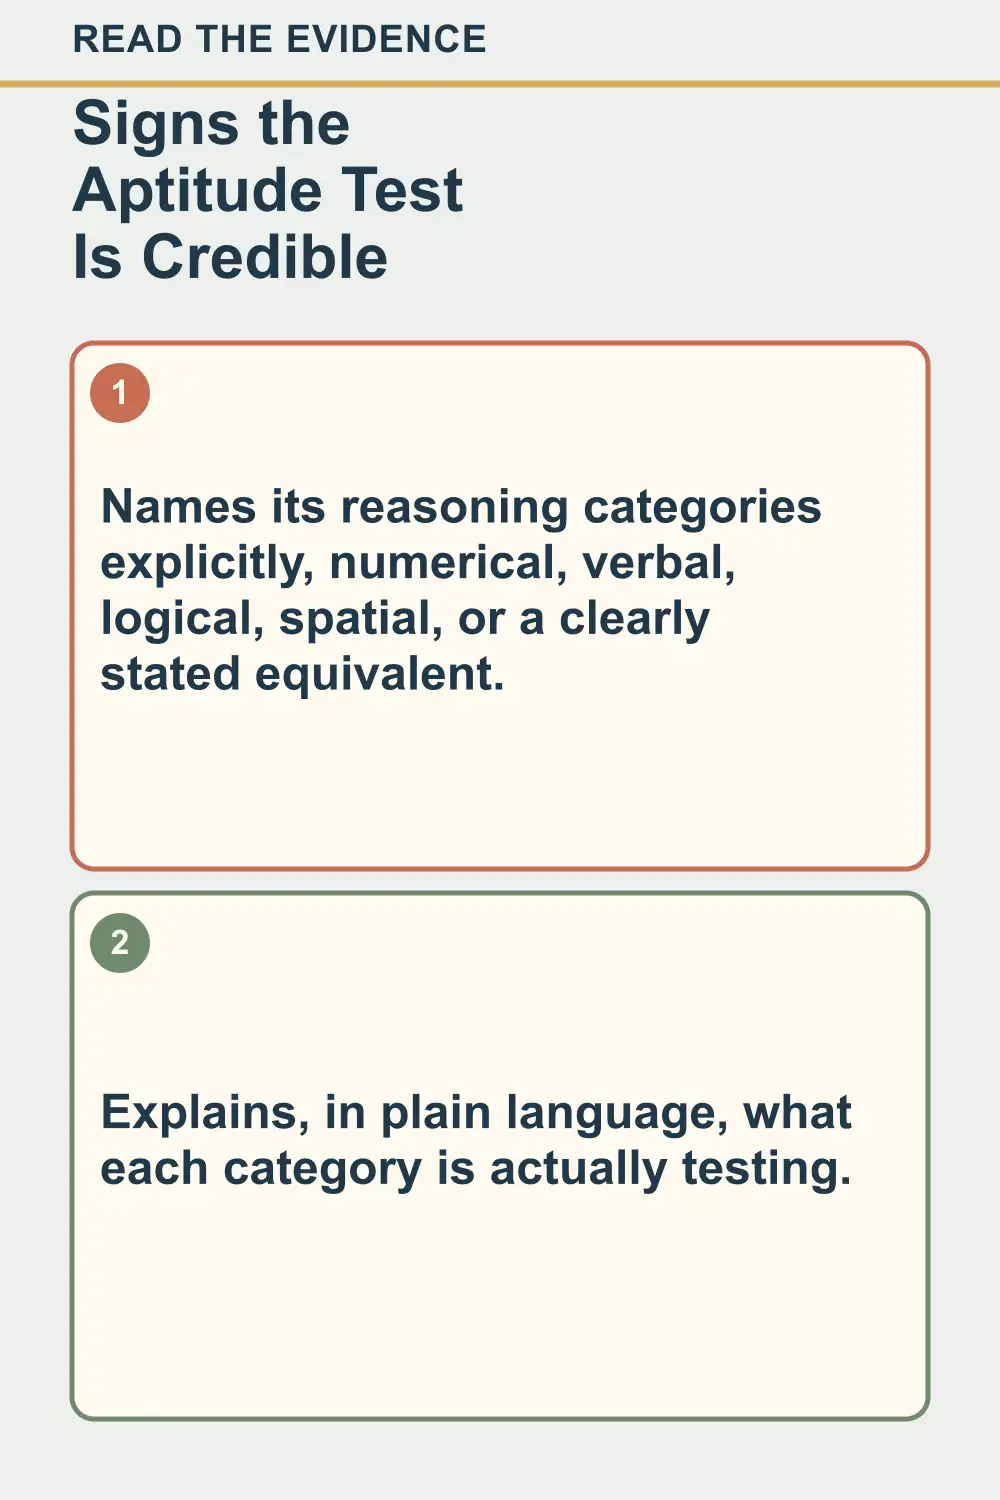 READ THE EVIDENCE
Signs the
Aptitude Test
Is Credible
1
Names its reasoning categories
explicitly, numerical, verbal,
logical, spatial, or a clearly
stated equivalent.
2
Explains, in plain language, what
each category is actually testing.